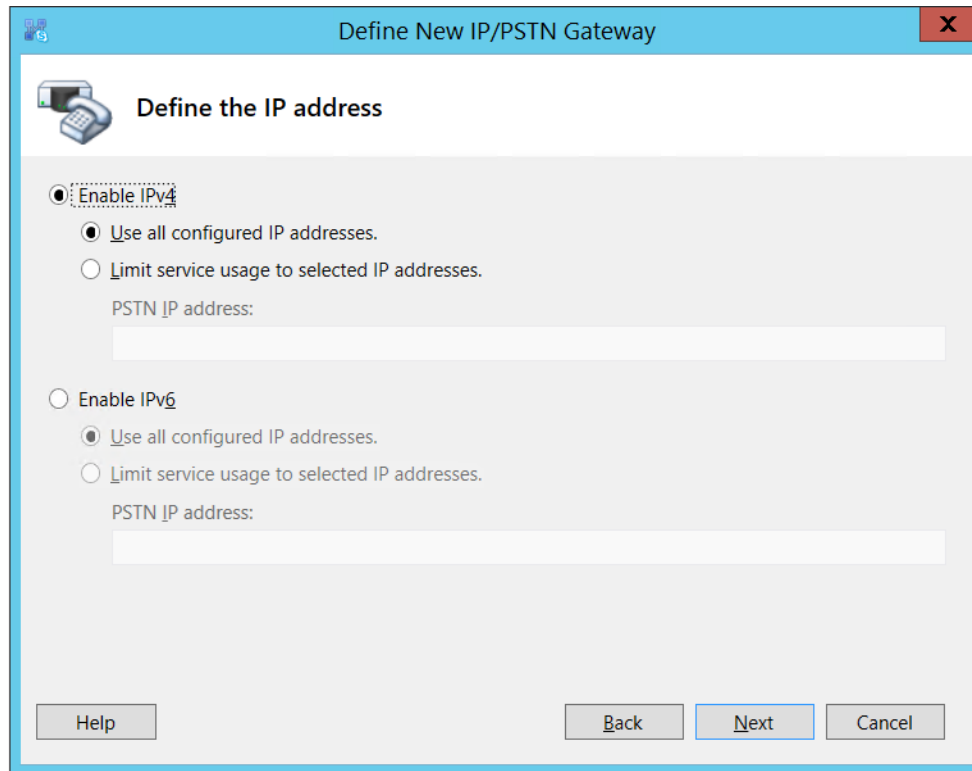 Define New IP/PSTN Gateway
X
Define the IP address
Enable IPv4
Use all configured IP addresses.
Limit service usage to selected IP addresses.
PSTN IP address:
Enable IPv6
Use all configured IP addresses.
Limit service usage to selected IP addresses.
PSTN IP address:
Help Back Next Cancel